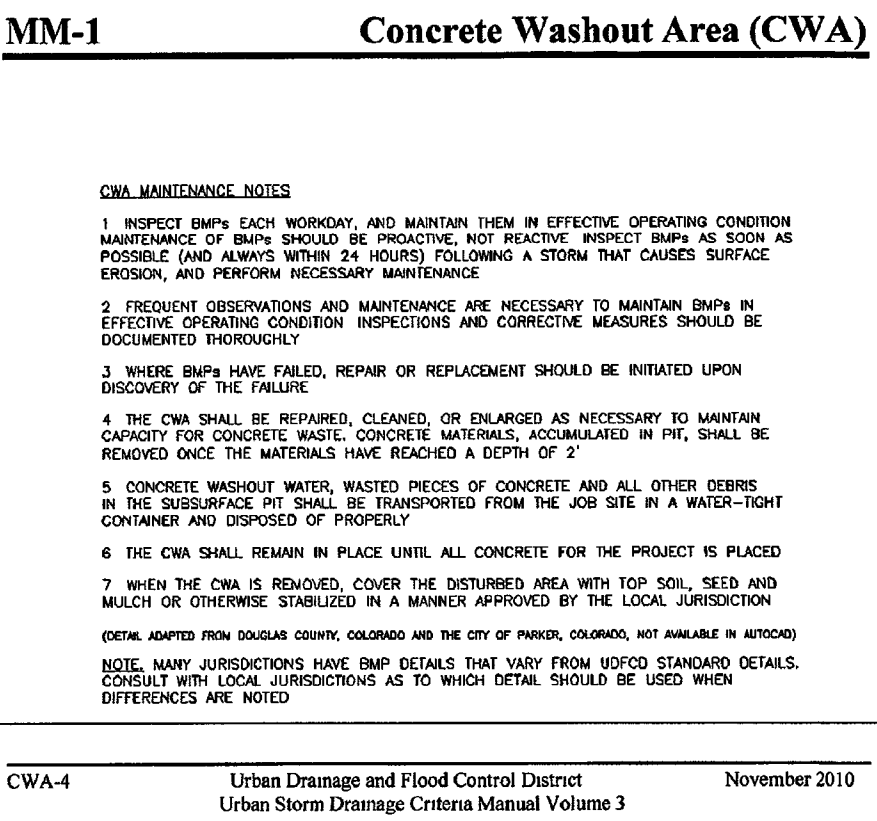 MM-1 Concrete Washout Area (CWA)
CWA MAINTENANCE NOTES
1 INSPECT BMPs EACH WORKDAY, AND MAINTAIN THEM IN EFFECTIVE OPERATING CONDITION
MAINTENANCE OF BMPs SHOULD BE PROACTIVE, NOT REACTIVE INSPECT BMPs AS SOON AS
POSSIBLE (AND ALWAYS WITHIN 24 HOURS) FOLLOWING A STORM THAT CAUSES SURFACE
EROSION, AND PERFORM NECESSARY MAINTENANCE
2 FREQUENT OBSERVATIONS AND MAINTENANCE ARE NECESSARY TO MAINTAIN BMPs IN
EFFECTIVE OPERATING CONDITION INSPECTIONS AND CORRECTIVE MEASURES SHOULD BE
DOCUMENTED THOROUGHLY
3 WHERE BMPs HAVE FAILED, REPAIR OR REPLACEMENT SHOULD BE INITIATED UPON
DISCOVERY OF THE FAILURE
4 THE CWA SHALL BE REPAIRED, CLEANED, OR ENLARGED AS NECESSARY TO MAINTAIN
CAPACITY FOR CONCRETE WASTE. CONCRETE MATERIALS, ACCUMULATED IN PIT, SHALL BE
REMOVED ONCE THE MATERIALS HAVE REACHED A DEPTH OF 2'
5 CONCRETE WASHOUT WATER, WASTED PIECES OF CONCRETE AND ALL OTHER DEBRIS
IN THE SUBSURFACE PIT SHALL BE TRANSPORTED FROM THE JOB SITE IN A WATER-TIGHT
CONTAINER AND DISPOSED OF PROPERLY
6 THE CWA SHALL REMAIN IN PLACE UNTIL ALL CONCRETE FOR THE PROJECT IS PLACED
7 WHEN THE CWA IS REMOVED, COVER THE DISTURBED AREA WITH TOP SOIL, SEED AND
MULCH OR OTHERWISE STABILIZED IN A MANNER APPROVED BY THE LOCAL JURISDICTION
(DETAIL ADAPTED FROM DOUGLAS COUNTY, COLORADO AND THE CITY OF PARKER, COLORADO, NOT AVAILABLE IN AUTOCAD)
NOTE. MANY JURISDICTIONS HAVE BMP DETAILS THAT VARY FROM UDFCD STANDARD DETAILS.
CONSULT WITH LOCAL JURISDICTIONS AS TO WHICH DETAIL SHOULD BE USED WHEN
DIFFERENCES ARE NOTED
CWA-4 Urban Drainage and Flood Control District November 2010
Urban Storm Drainage Criteria Manual Volume 3